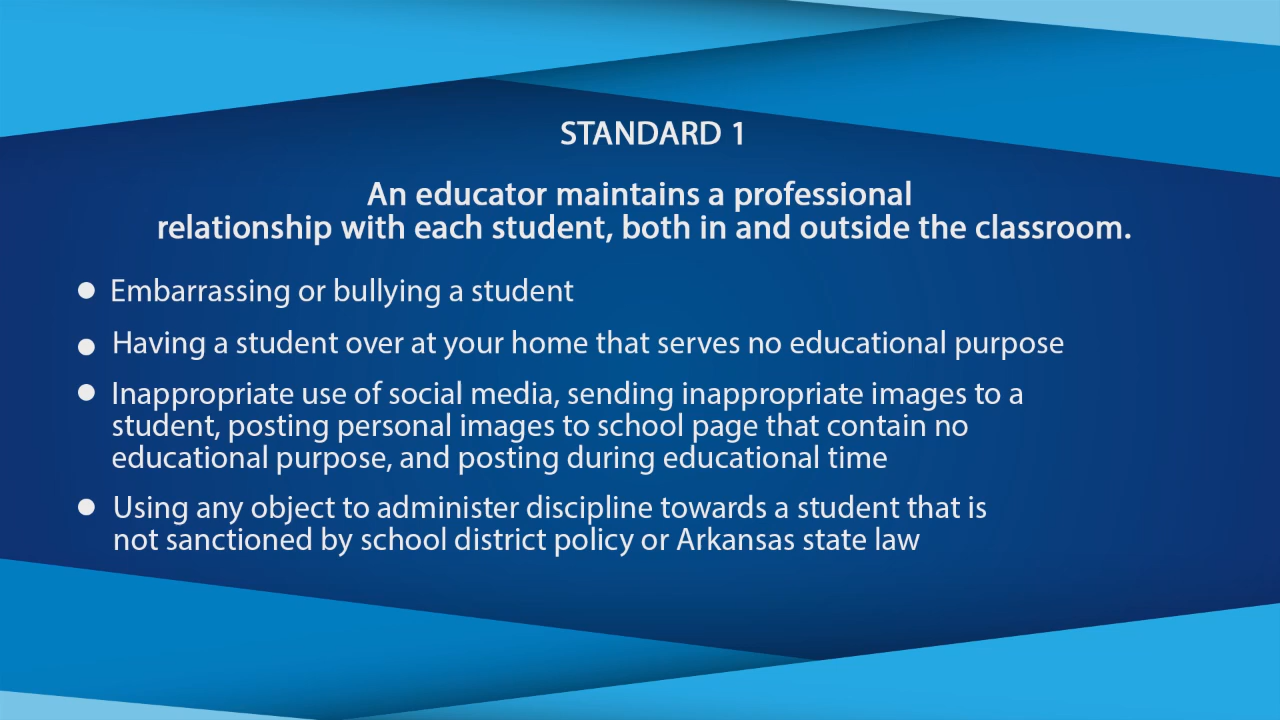 STANDARD 1
An educator maintains a professional
relationship with each student, both in and outside the classroom.
● Embarrassing or bullying a student
● Having a student over at your home that serves no educational purpose
● Inappropriate use of social media, sending inappropriate images to a
student, posting personal images to school page that contain no
educational purpose, and posting during educational time
● Using any object to administer discipline towards a student that is
not sanctioned by school district policy or Arkansas state law